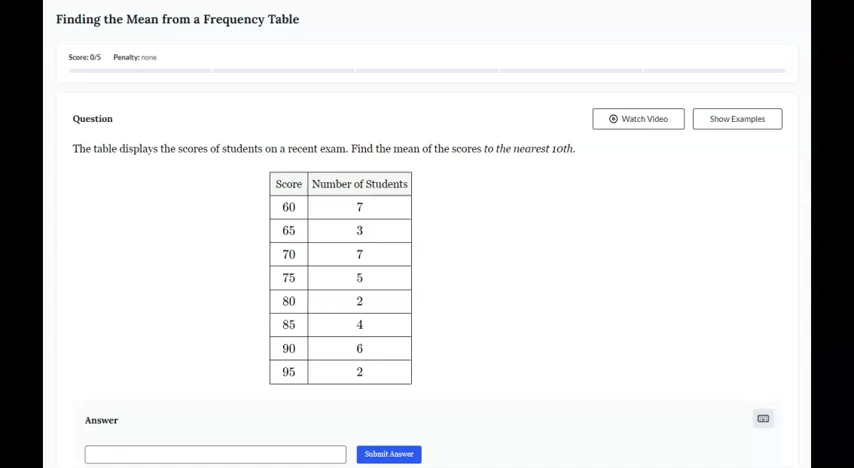 Finding the Mean from a Frequency Table
Score: 0/5 Penalty: none
Question
Watch Video
Show Examples
The table displays the scores of students on a recent exam. Find the mean of the scores to the nearest 10th.
Score Number of Students
60 7
65 3
70 7
75 5
80 2
85 4
90 6
95 2
Answer
Submit Answer